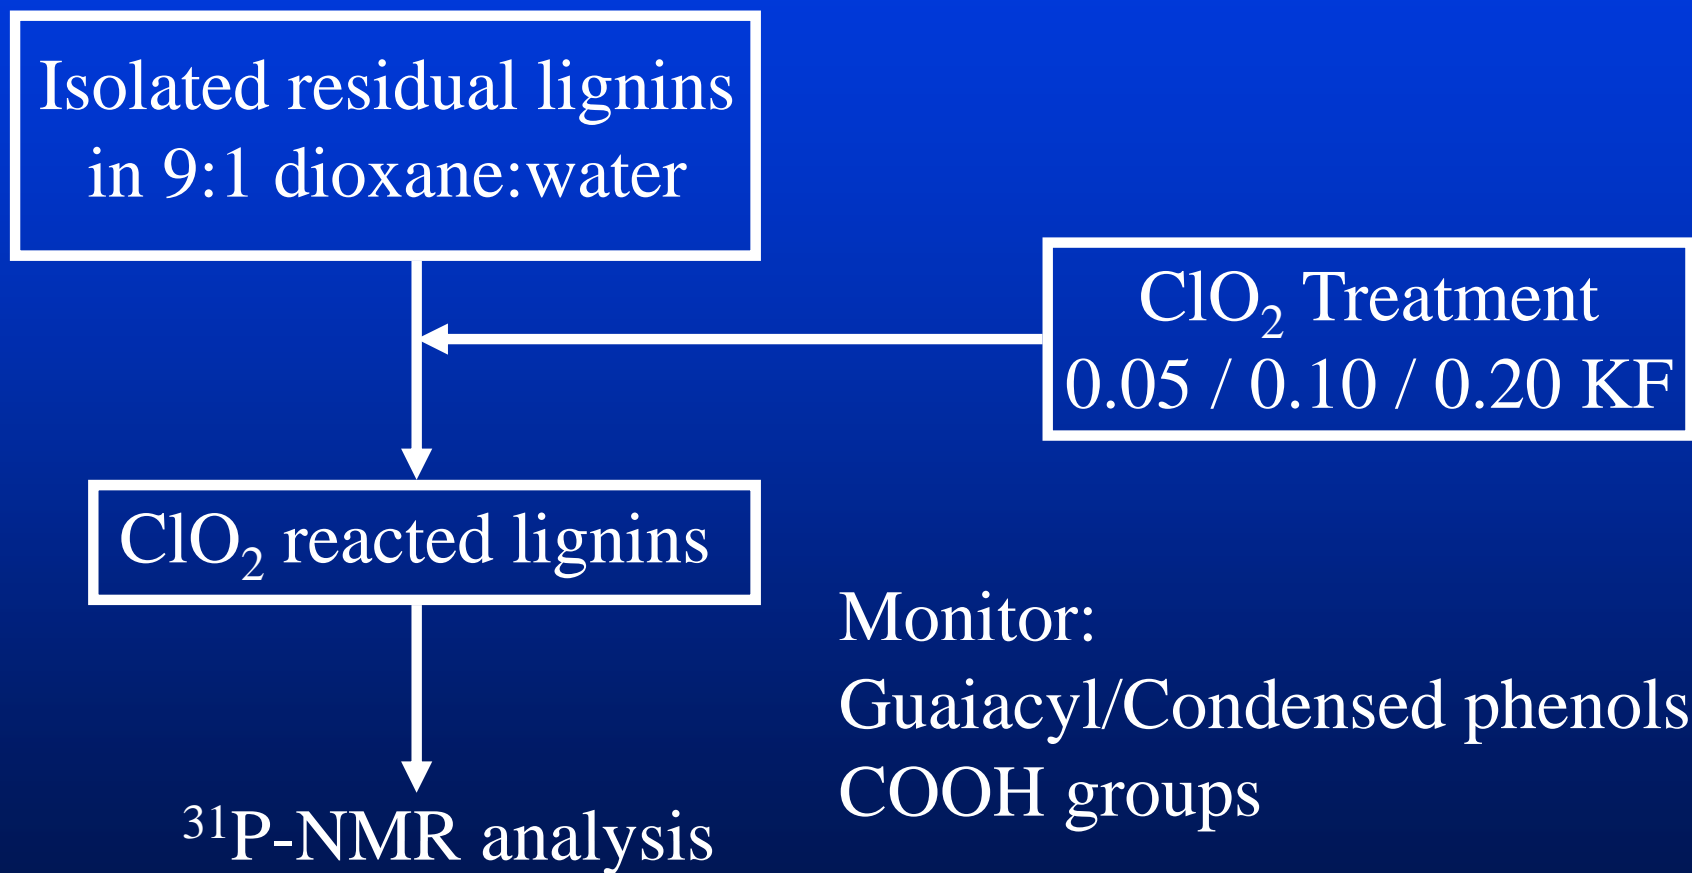 Isolated residual lignins
in 9:1 dioxane:water
ClO₂ Treatment
0.05 / 0.10 / 0.20 KF
ClO₂ reacted lignins
Monitor:
Guaiacyl/Condensed phenols
COOH groups
³¹P-NMR analysis